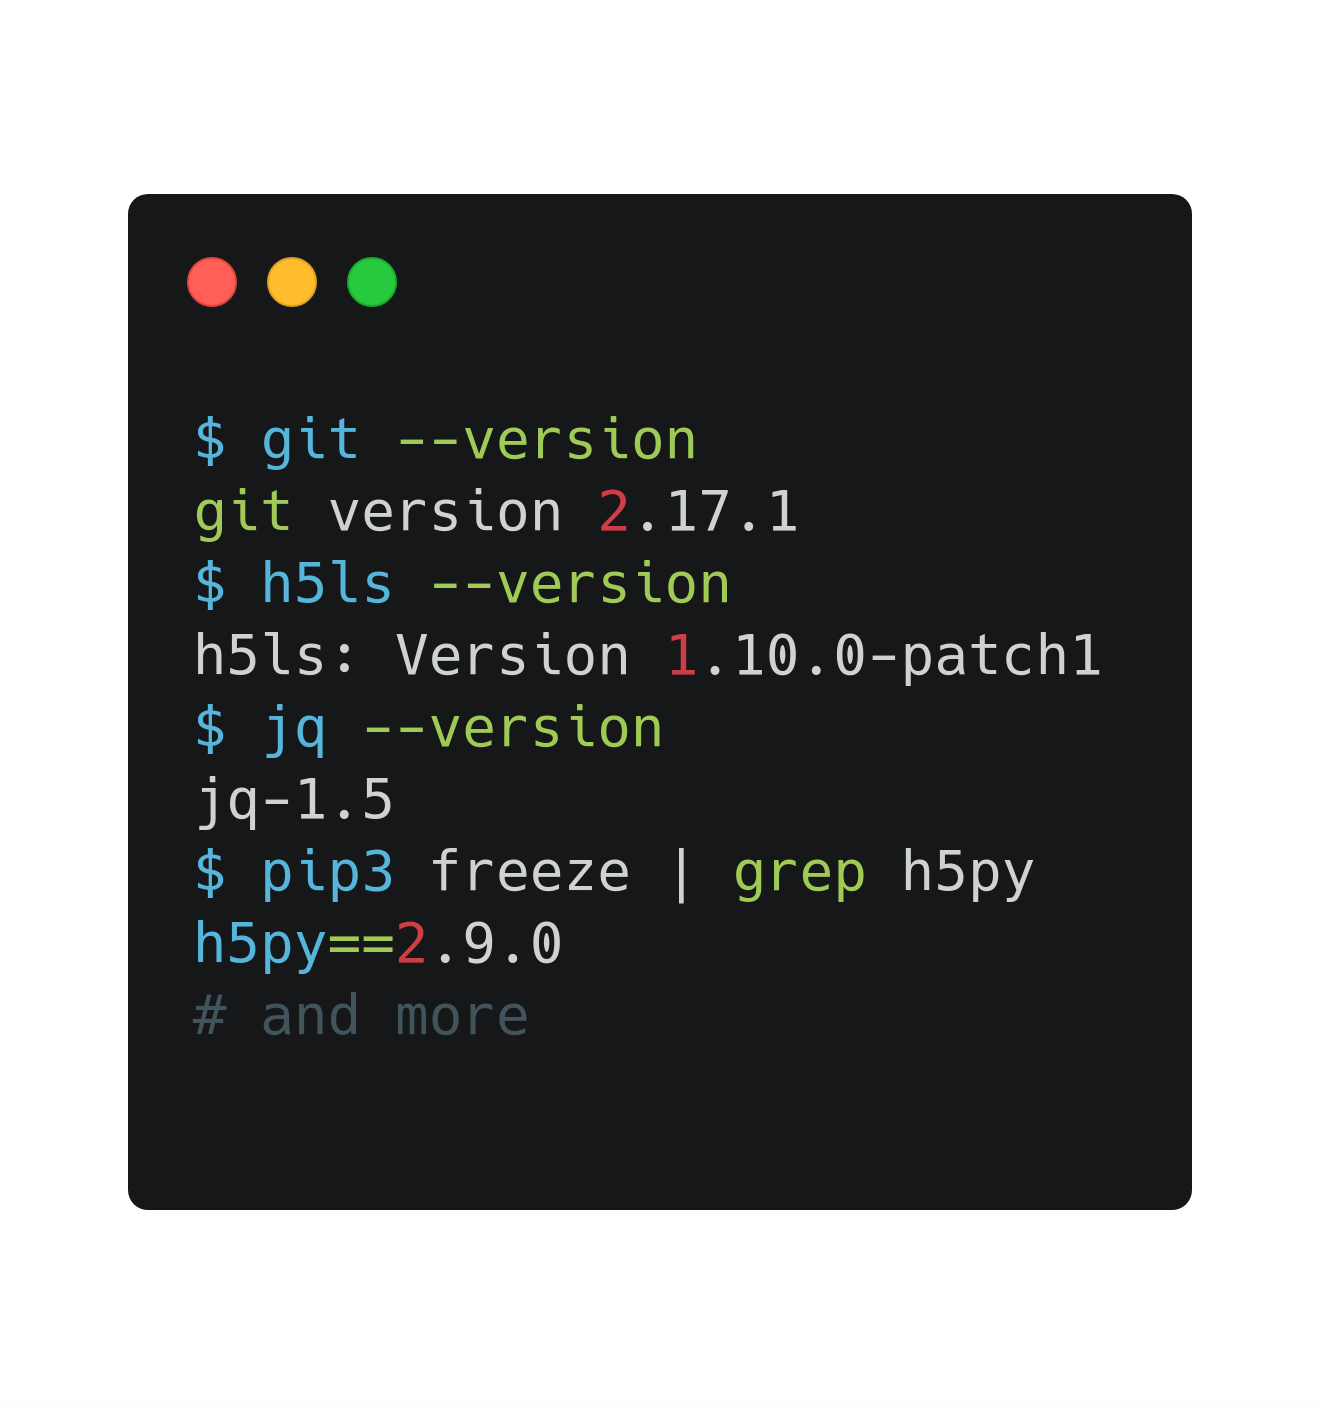 $ git --version
git version 2.17.1
$ h5ls --version
h5ls: Version 1.10.0-patch1
$ jq --version
jq-1.5
$ pip3 freeze | grep h5py
h5py==2.9.0
# and more